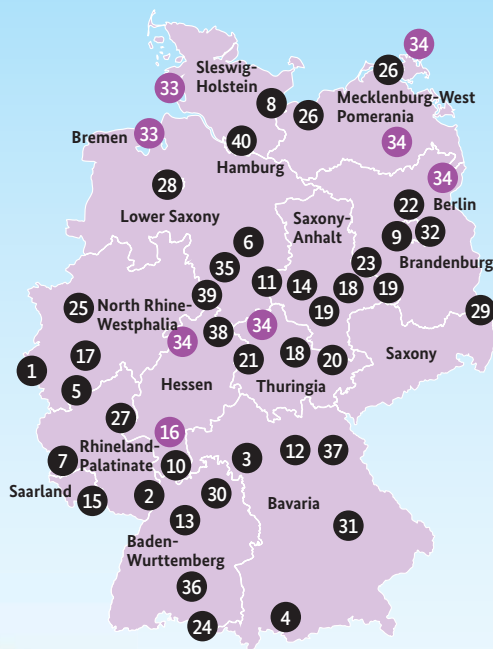 34
Sleswig-
Holstein
26
33
8
Mecklenburg-West
Pomerania
26
Bremen
33
40
34
Hamburg
34
28
Berlin
Lower Saxony
22
Saxony-
Anhalt
32
9
6
Brandenburg
35
23
11
14
18
19
39
19
25
North Rhine-
Westphalia
29
34
38
34
17
21
18
20
Saxony
1
Hessen
Thuringia
5
27
16
7
Rhineland-
Palatinate
10
3
12
37
Saarland
15
2
30
Bavaria
13
31
Baden-
Wurttemberg
36
24
4